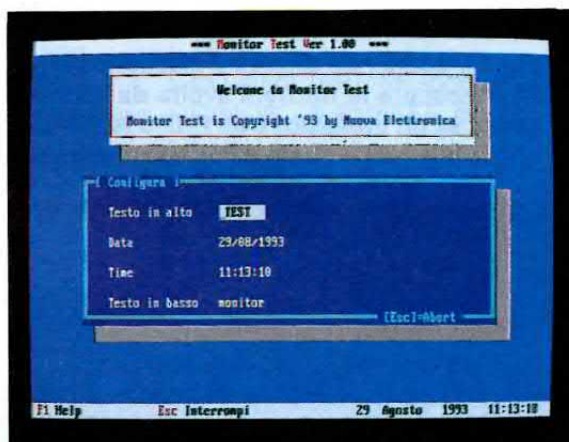 *** Monitor Test Ver 1.00 ***
Welcome to Monitor Test
Monitor Test is Copyright '93 by Nuova Elettronica
[ Configura ]
Testo in alto TEST
Data 29/08/1993
Time 11:13:10
Testo in basso monitor
[Esc]=Abort
F1 Help Esc Interrompi 29 Agosto 1993 11:13:18